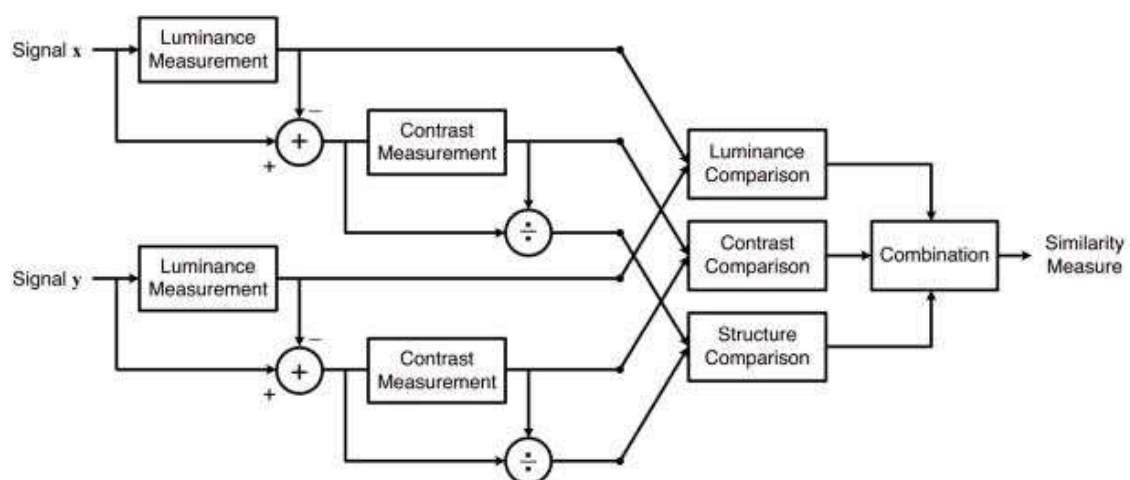 Signal x
Luminance
Measurement
−
+
+
Contrast
Measurement
÷
Luminance
Comparison
Signal y
Luminance
Measurement
Contrast
Comparison
Combination
Similarity
Measure
−
+
+
Contrast
Measurement
Structure
Comparison
÷